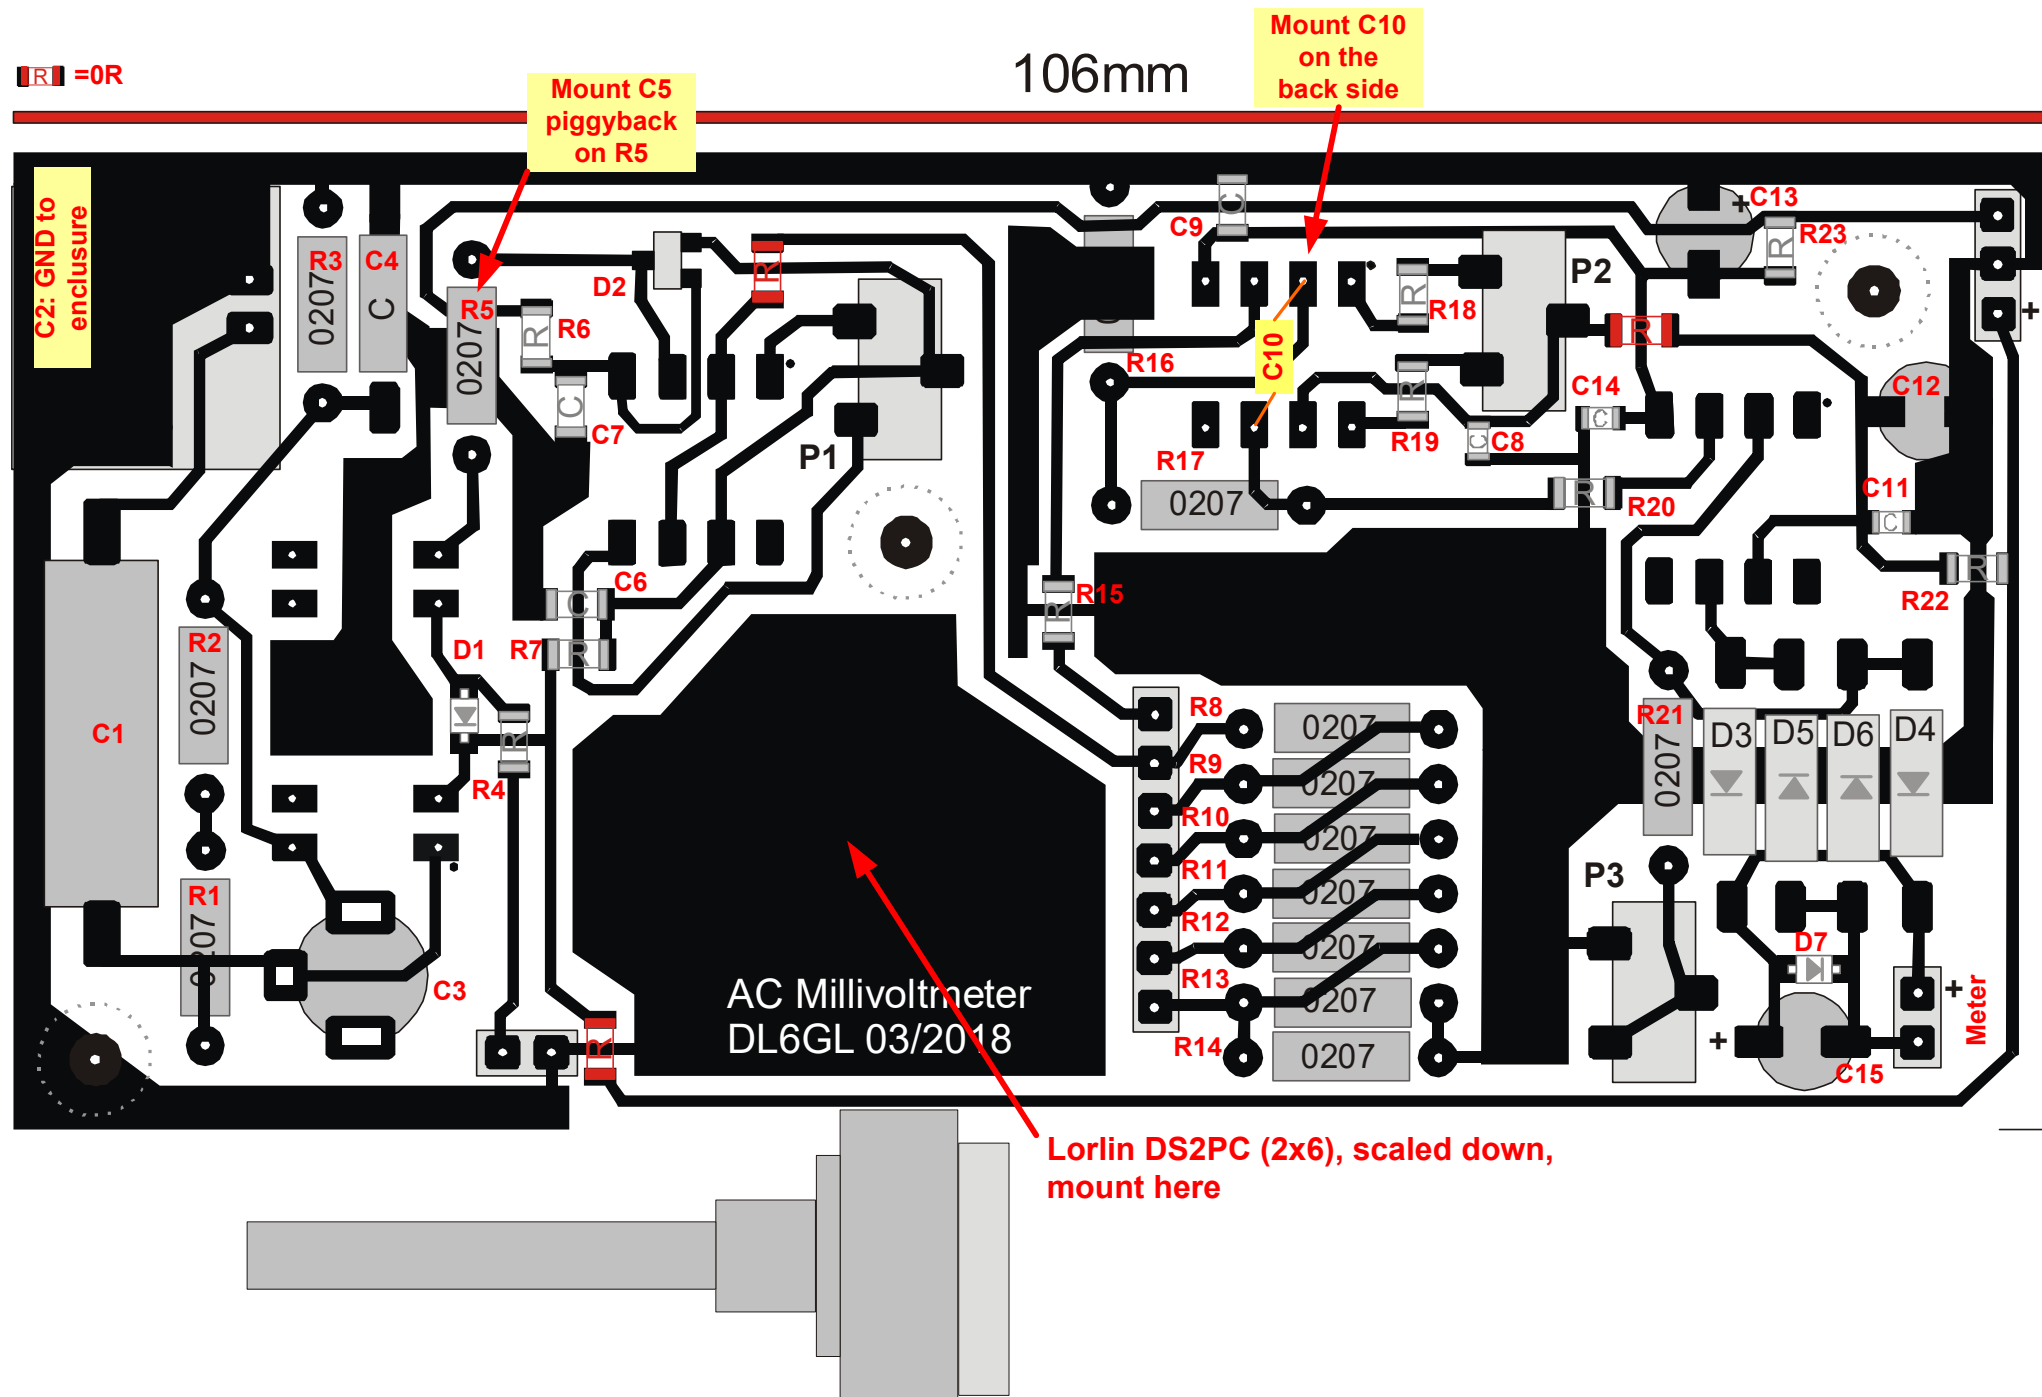 Mount C10
on the
back side
106mm
R =0R
Mount C5
piggyback
on R5
C2: GND to
enclusure
C
C9
+
C13
R23
R
R3
C4
D2
R
P2
R5
R6
R
R
R18
R
+
0207
C
0207
C10
R16
R19
R
C14
C
C12
C
C7
P1
C8
C
R17
0207
R
R20
C11
C
C6
C
R15
R
R
R22
R2
D1
R7
R
0207
R8
0207
R21
D3
D5
D6
D4
C1
R
R4
R9
0207
0207
R10
0207
R1
R11
0207
P3
0207
R12
0207
D7
C3
AC Millivoltmeter
DL6GL 03/2018
R13
0207
+
Meter
R
R14
0207
+
C15
Lorlin DS2PC (2x6), scaled down,
mount here